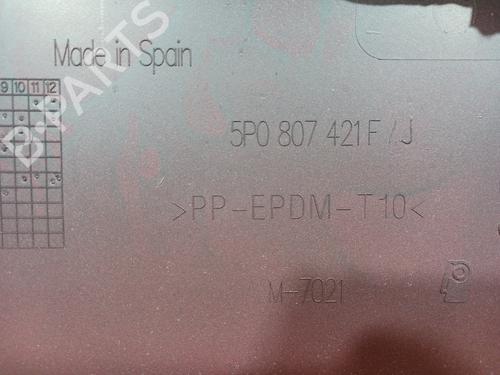 Made in Spain
9 10 11 12
5P0 807 421 F / J
>PP-EPDM-T10<
M-7021
B-PARTS